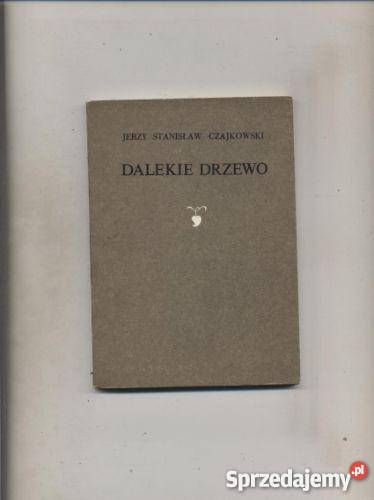 JERZY STANISŁAW CZAJKOWSKI
DALEKIE DRZEWO
Sprzedajemy.pl